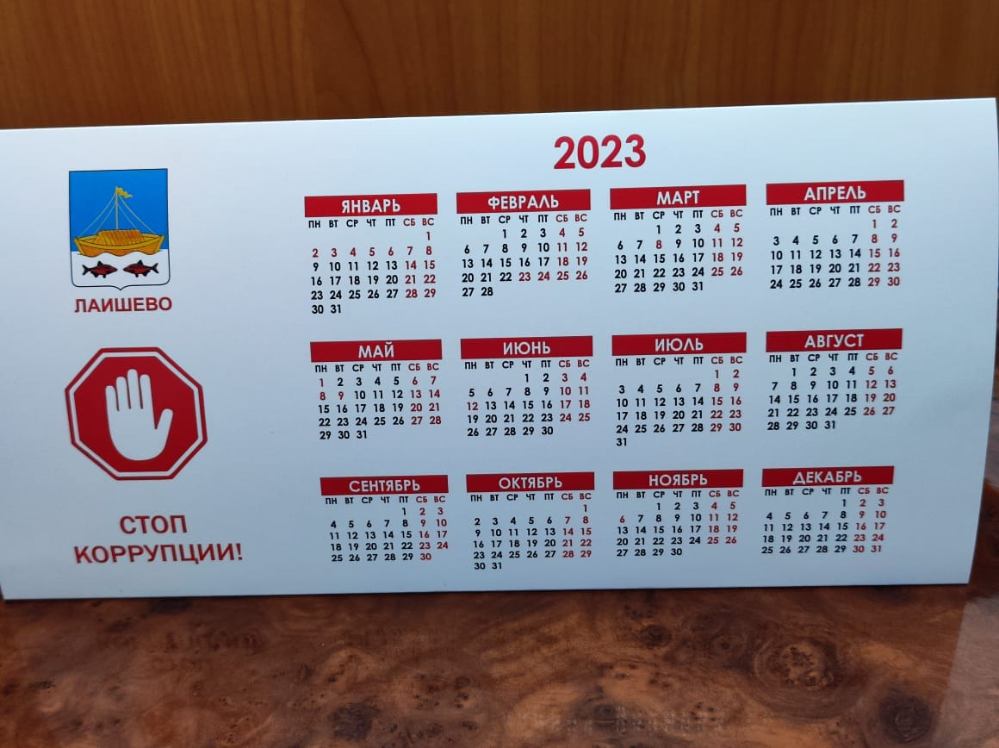 2023
ЛАИШЕВО
СТОП
КОРРУПЦИИ!
ЯНВАРЬ
ПН ВТ СР ЧТ ПТ СБ ВС
1
2 3 4 5 6 7 8
9 10 11 12 13 14 15
16 17 18 19 20 21 22
23 24 25 26 27 28 29
30 31
ФЕВРАЛЬ
ПН ВТ СР ЧТ ПТ СБ ВС
1 2 3 4 5
6 7 8 9 10 11 12
13 14 15 16 17 18 19
20 21 22 23 24 25 26
27 28
МАРТ
ПН ВТ СР ЧТ ПТ СБ ВС
1 2 3 4 5
6 7 8 9 10 11 12
13 14 15 16 17 18 19
20 21 22 23 24 25 26
27 28 29 30 31
АПРЕЛЬ
ПН ВТ СР ЧТ ПТ СБ ВС
1 2
3 4 5 6 7 8 9
10 11 12 13 14 15 16
17 18 19 20 21 22 23
24 25 26 27 28 29 30
МАЙ
ПН ВТ СР ЧТ ПТ СБ ВС
1 2 3 4 5 6 7
8 9 10 11 12 13 14
15 16 17 18 19 20 21
22 23 24 25 26 27 28
29 30 31
ИЮНЬ
ПН ВТ СР ЧТ ПТ СБ ВС
1 2 3 4
5 6 7 8 9 10 11
12 13 14 15 16 17 18
19 20 21 22 23 24 25
26 27 28 29 30
ИЮЛЬ
ПН ВТ СР ЧТ ПТ СБ ВС
1 2
3 4 5 6 7 8 9
10 11 12 13 14 15 16
17 18 19 20 21 22 23
24 25 26 27 28 29 30
31
АВГУСТ
ПН ВТ СР ЧТ ПТ СБ ВС
1 2 3 4 5 6
7 8 9 10 11 12 13
14 15 16 17 18 19 20
21 22 23 24 25 26 27
28 29 30 31
СЕНТЯБРЬ
ПН ВТ СР ЧТ ПТ СБ ВС
1 2 3
4 5 6 7 8 9 10
11 12 13 14 15 16 17
18 19 20 21 22 23 24
25 26 27 28 29 30
ОКТЯБРЬ
ПН ВТ СР ЧТ ПТ СБ ВС
1
2 3 4 5 6 7 8
9 10 11 12 13 14 15
16 17 18 19 20 21 22
23 24 25 26 27 28 29
30 31
НОЯБРЬ
ПН ВТ СР ЧТ ПТ СБ ВС
1 2 3 4 5
6 7 8 9 10 11 12
13 14 15 16 17 18 19
20 21 22 23 24 25 26
27 28 29 30
ДЕКАБРЬ
ПН ВТ СР ЧТ ПТ СБ ВС
1 2 3
4 5 6 7 8 9 10
11 12 13 14 15 16 17
18 19 20 21 22 23 24
25 26 27 28 29 30 31